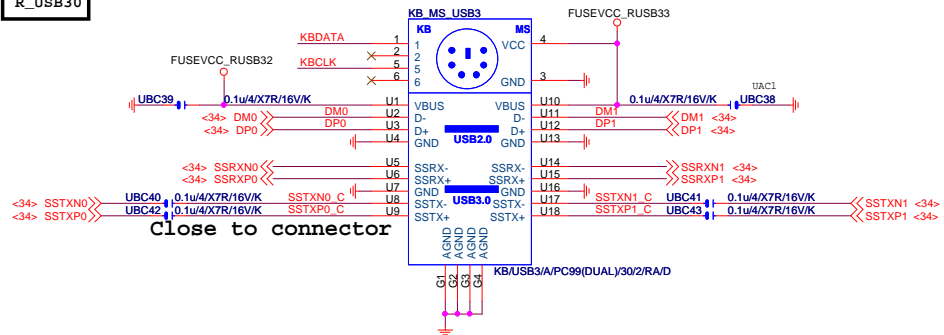 R_USB30
KB_MS_USB3
FUSEVCC_RUSB33
KB
MS
KBDATA 1 1 VCC 4
2 2
KBCLK 5 5
6 6 GND 3
FUSEVCC_RUSB32
UAC1
UBC39 0.1u/4/X7R/16V/K U1 VBUS VBUS U10 0.1u/4/X7R/16V/K UBC38
<34> DM0 DM0 U2 D- D- U11 DM1 DM1 <34>
<34> DP0 DP0 U3 D+ D+ U12 DP1 DP1 <34>
U4 GND USB2.0 GND U13
<34> SSRXN0 U5 SSRX- SSRX- U14 SSRXN1 <34>
<34> SSRXP0 U6 SSRX+ SSRX+ U15 SSRXP1 <34>
U7 GND GND U16
<34> SSTXN0 UBC40 0.1u/4/X7R/16V/K SSTXN0_C U8 SSTX- USB3.0 SSTX- U17 SSTXN1_C UBC41 0.1u/4/X7R/16V/K SSTXN1 <34>
<34> SSTXP0 UBC42 0.1u/4/X7R/16V/K SSTXP0_C U9 SSTX+ SSTX+ U18 SSTXP1_C UBC43 0.1u/4/X7R/16V/K SSTXP1 <34>
Close to connector
AGND AGND AGND AGND
G1 G2 G3 G4
KB/USB3/A/PC99(DUAL)/30/2/RA/D